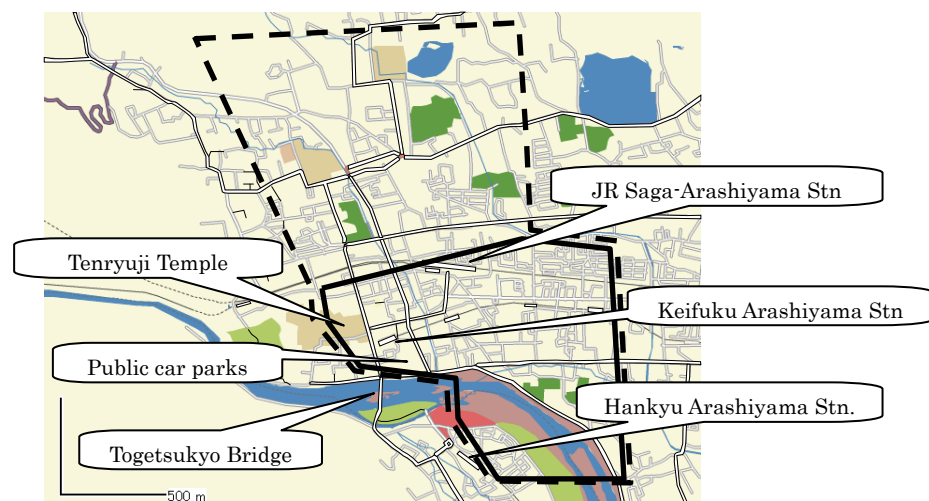 JR Saga-Arashiyama Stn
Tenryuji Temple
Keifuku Arashiyama Stn
Public car parks
Hankyu Arashiyama Stn.
Togetsukyo Bridge
500 m